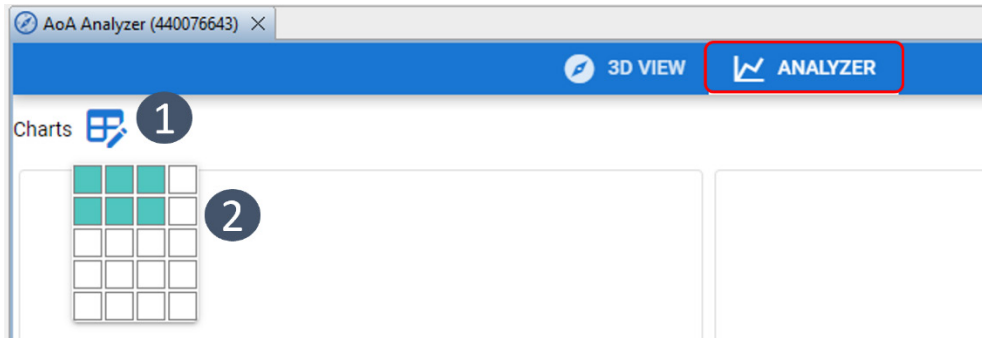 AoA Analyzer (440076643)
3D VIEW
ANALYZER
Charts
1
2